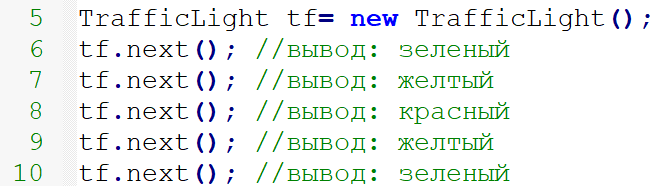 5 TrafficLight tf= new TrafficLight();
6 tf.next(); //вывод: зеленый
7 tf.next(); //вывод: желтый
8 tf.next(); //вывод: красный
9 tf.next(); //вывод: желтый
10 tf.next(); //вывод: зеленый